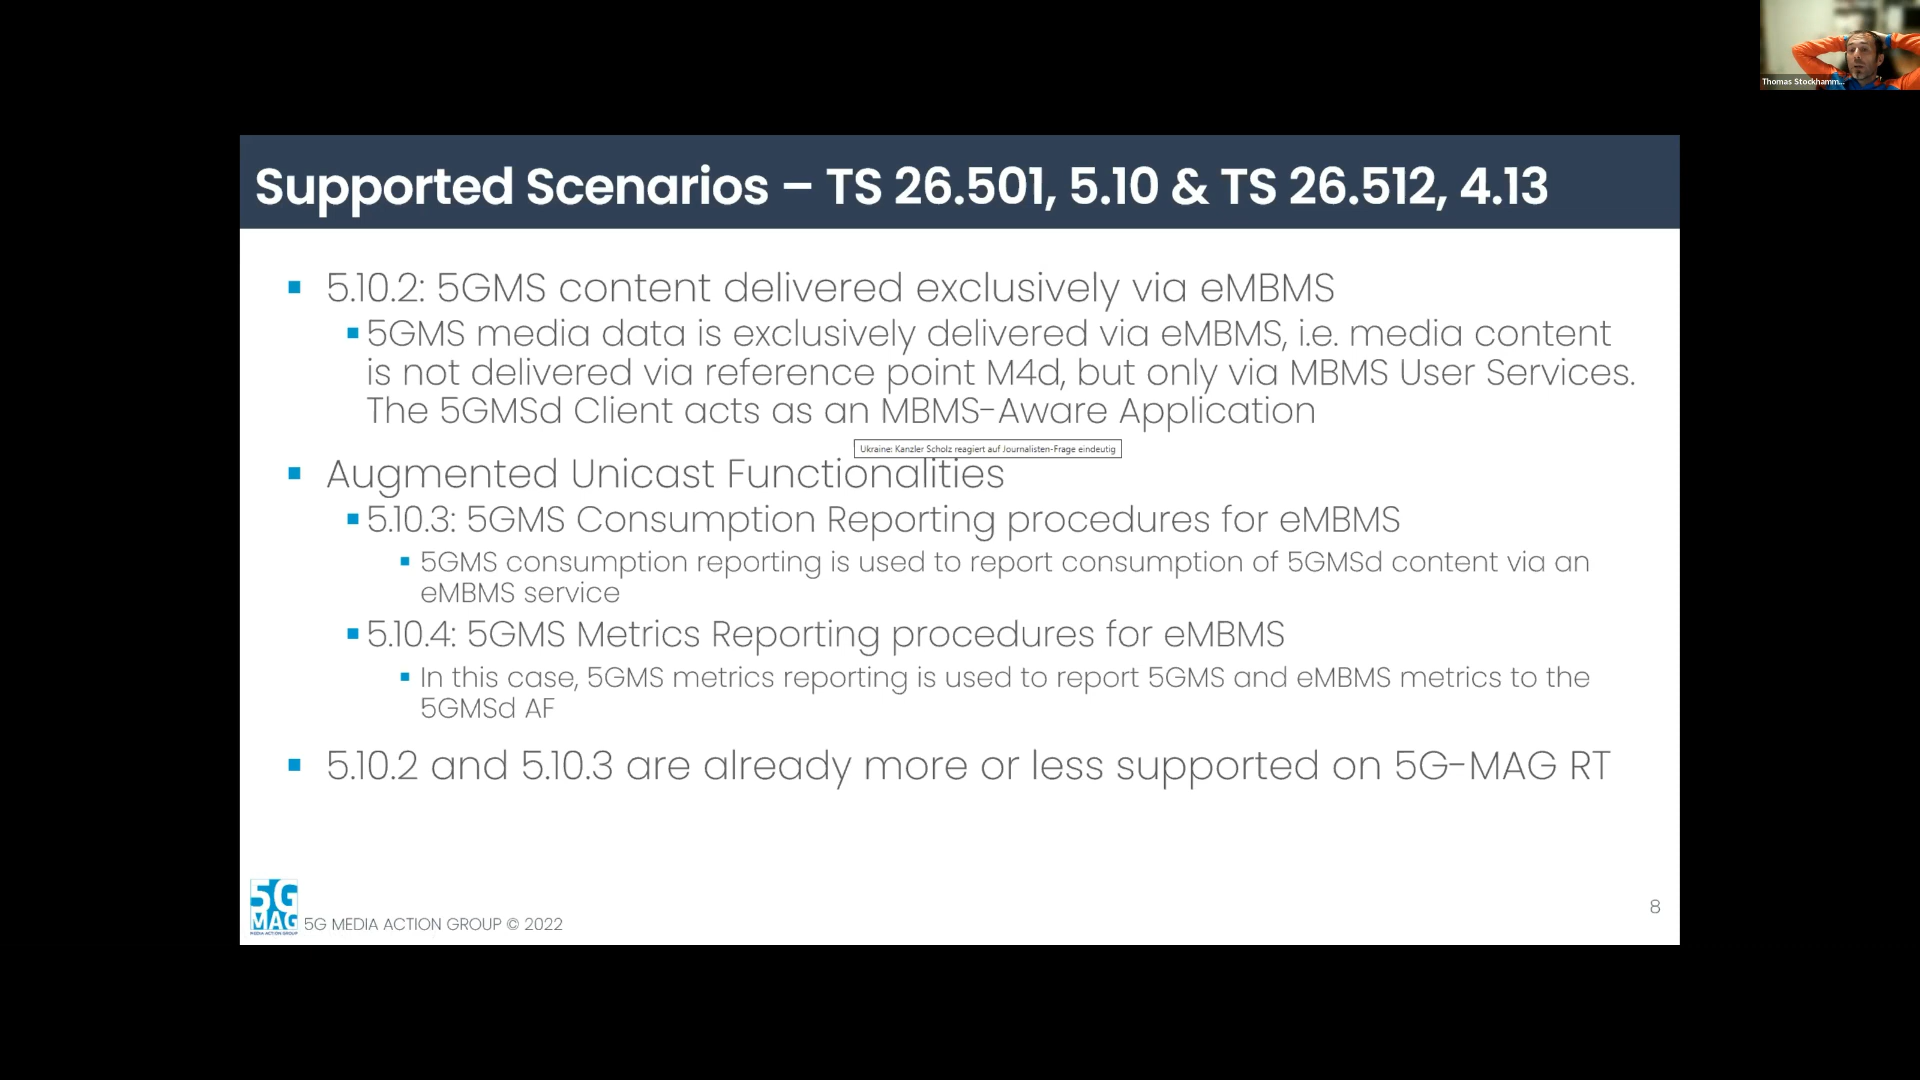 Thomas Stockhamm...
Supported Scenarios – TS 26.501, 5.10 & TS 26.512, 4.13
5.10.2: 5GMS content delivered exclusively via eMBMS
5GMS media data is exclusively delivered via eMBMS, i.e. media content
is not delivered via reference point M4d, but only via MBMS User Services.
The 5GMSd Client acts as an MBMS-Aware Application
Ukraine: Kanzler Scholz reagiert auf Journalisten-Frage eindeutig
Augmented Unicast Functionalities
5.10.3: 5GMS Consumption Reporting procedures for eMBMS
5GMS consumption reporting is used to report consumption of 5GMSd content via an
eMBMS service
5.10.4: 5GMS Metrics Reporting procedures for eMBMS
In this case, 5GMS metrics reporting is used to report 5GMS and eMBMS metrics to the
5GMSd AF
5.10.2 and 5.10.3 are already more or less supported on 5G-MAG RT
5G
MAG
MEDIA ACTION GROUP
5G MEDIA ACTION GROUP © 2022
8